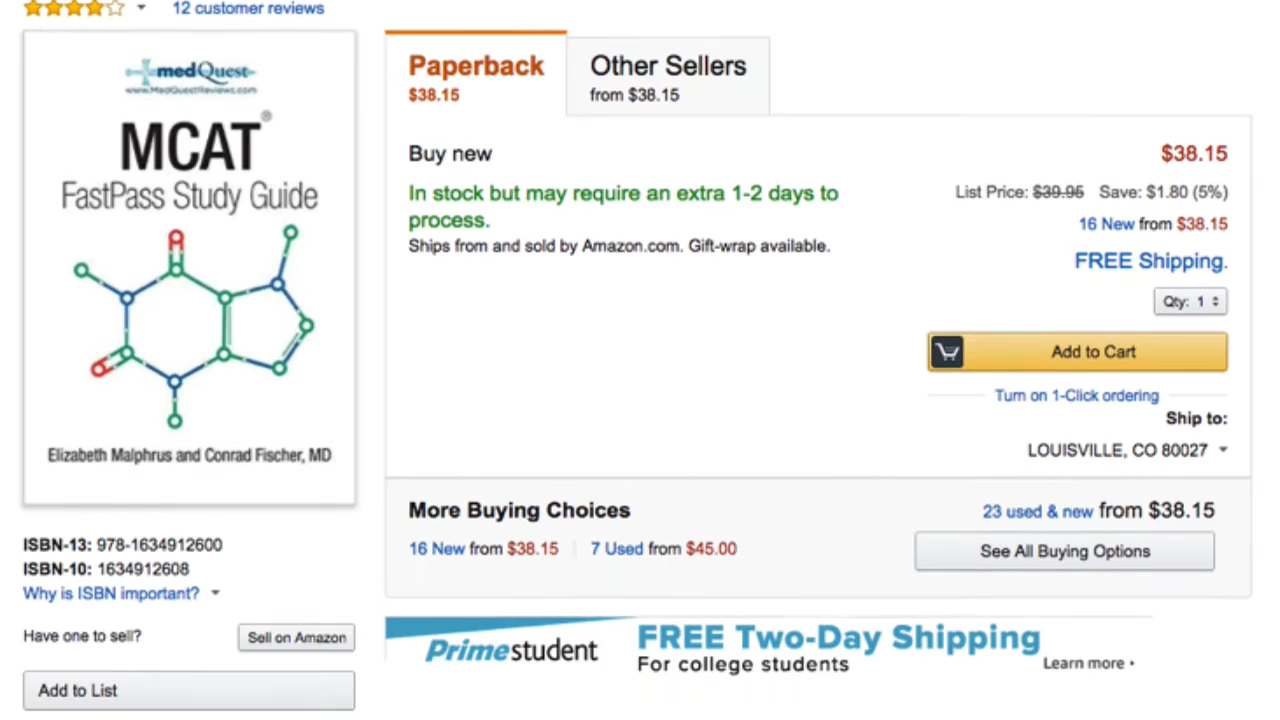 12 customer reviews
medQuest
www.MedQuestReviews.com
MCAT®
FastPass Study Guide
Elizabeth Malphrus and Conrad Fischer, MD
ISBN-13: 978-1634912600
ISBN-10: 1634912608
Why is ISBN important?
Have one to sell? Sell on Amazon
Add to List
Paperback
$38.15
Other Sellers
from $38.15
Buy new $38.15
In stock but may require an extra 1-2 days to
process.
Ships from and sold by Amazon.com. Gift-wrap available.
List Price: $39.95 Save: $1.80 (5%)
16 New from $38.15
FREE Shipping.
Qty: 1
Add to Cart
Turn on 1-Click ordering
Ship to:
LOUISVILLE, CO 80027
More Buying Choices
16 New from $38.15 7 Used from $45.00
23 used & new from $38.15
See All Buying Options
Prime student
FREE Two-Day Shipping
For college students
Learn more